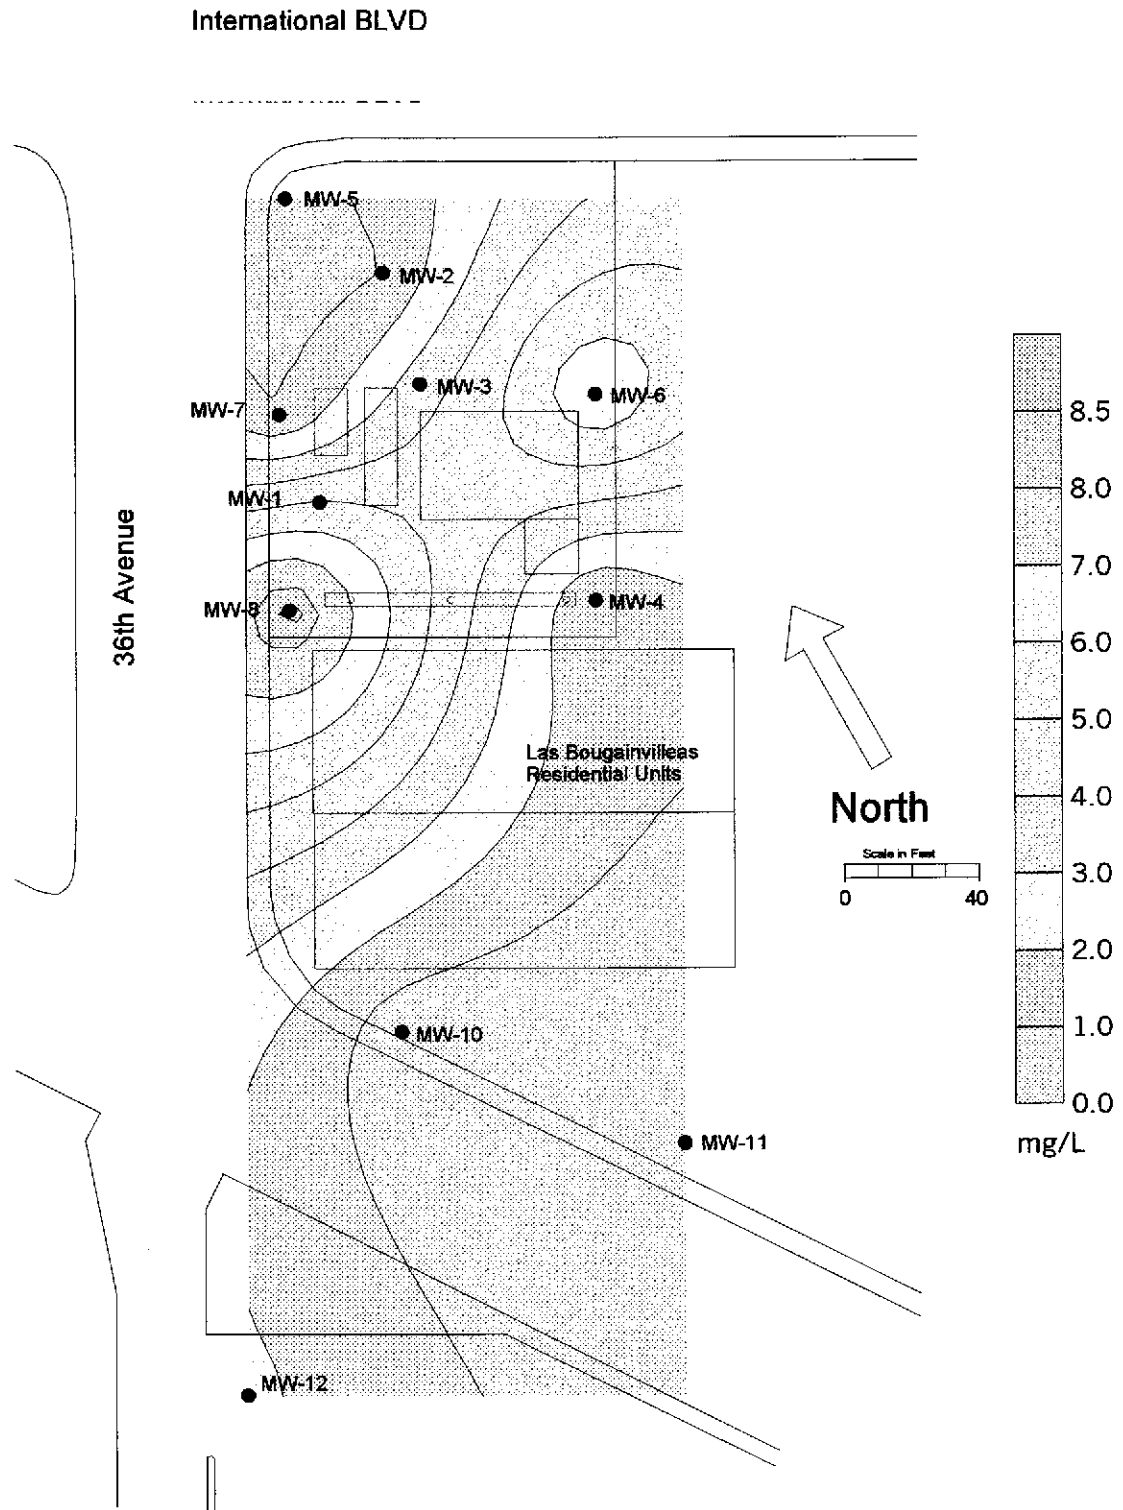 International BLVD
MW-5
MW-2
MW-3
MW-6
MW-7
MW-1
MW-8
MW-4
36th Avenue
Las Bougainvilleas
Residential Units
North
Scale in Feet
0 40
MW-10
MW-11
MW-12
8.5
8.0
7.0
6.0
5.0
4.0
3.0
2.0
1.0
0.0
mg/L